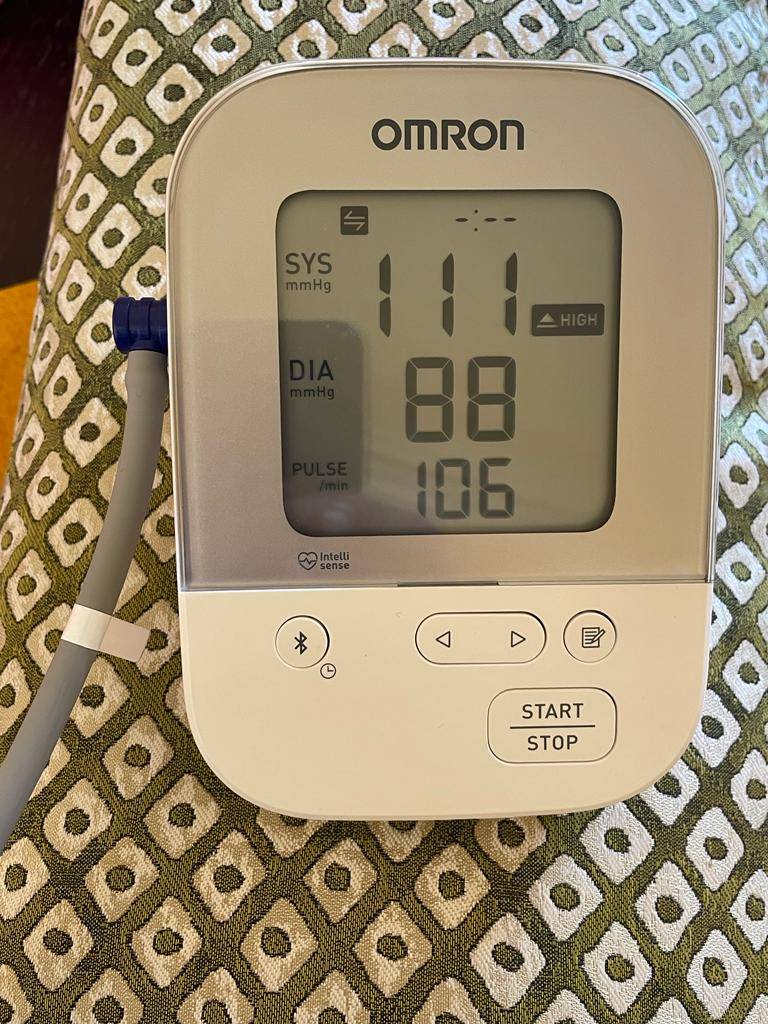 OMRON
-:--
SYS
mmHg
111
HIGH
DIA
mmHg
88
PULSE
/min
106
Intelli
sense
START
STOP